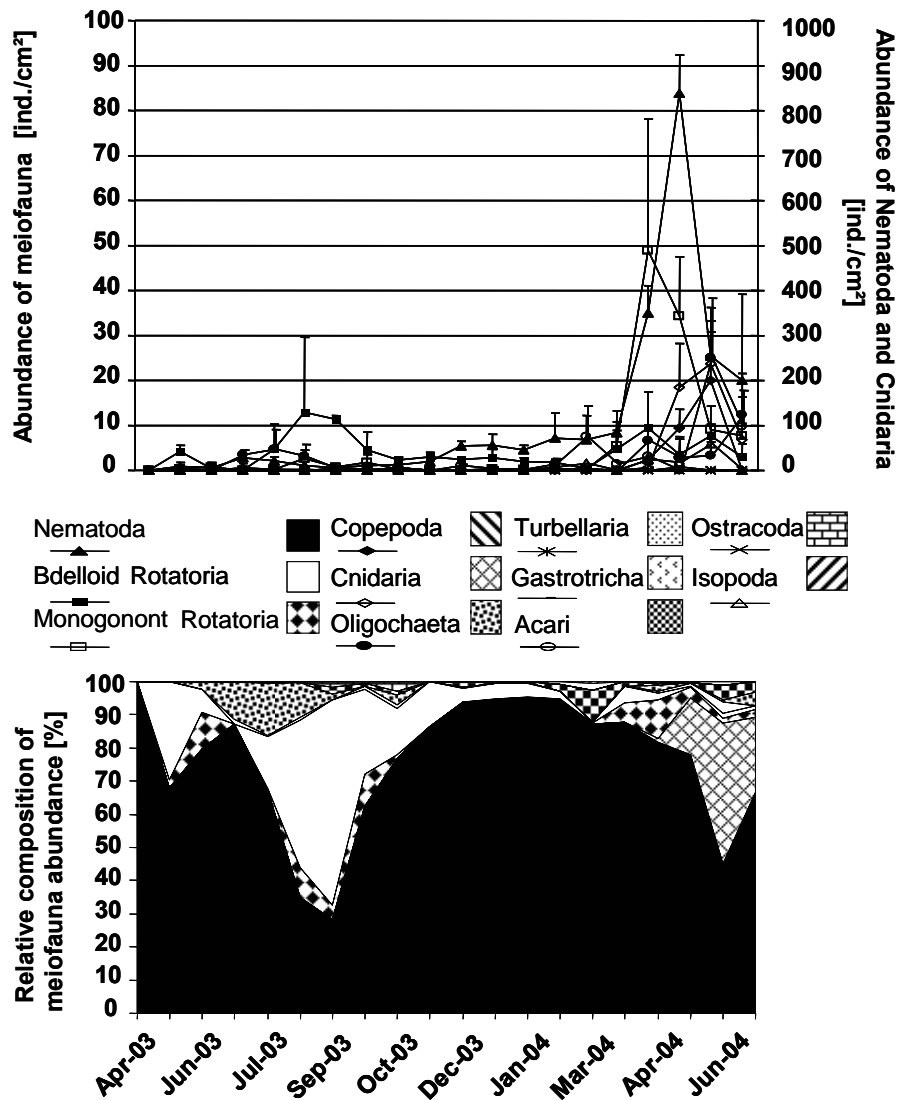 Abundance of meiofauna [ind./cm²]
100
90
80
70
60
50
40
30
20
10
0
1000
900
800
700
600
500
400
300
200
100
0
Abundance of Nematoda and Cnidaria
[ind./cm²]
Nematoda Copepoda Turbellaria Ostracoda
Bdelloid Rotatoria Cnidaria Gastrotricha Isopoda
Monogonont Rotatoria Oligochaeta Acari
Relative composition of
meiofauna abundance [%]
100
90
80
70
60
50
40
30
20
10
0
Apr-03
Jun-03
Jul-03
Sep-03
Oct-03
Dec-03
Jan-04
Mar-04
Apr-04
Jun-04